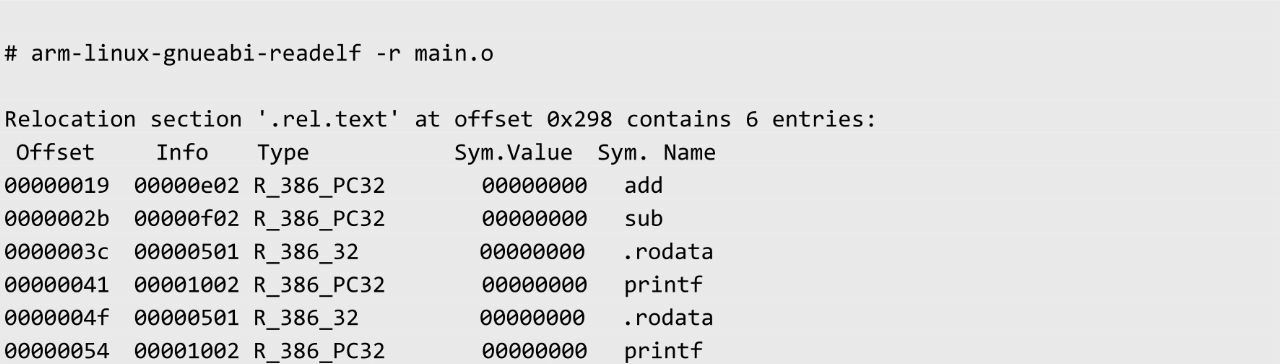 # arm-linux-gnueabi-readelf -r main.o
Relocation section '.rel.text' at offset 0x298 contains 6 entries:
Offset Info Type Sym.Value Sym. Name
00000019 00000e02 R_386_PC32 00000000 add
0000002b 00000f02 R_386_PC32 00000000 sub
0000003c 00000501 R_386_32 00000000 .rodata
00000041 00001002 R_386_PC32 00000000 printf
0000004f 00000501 R_386_32 00000000 .rodata
00000054 00001002 R_386_PC32 00000000 printf